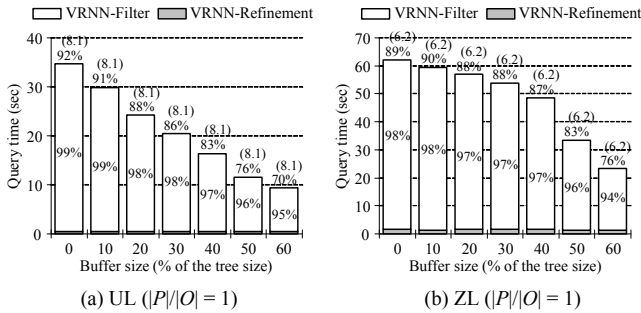 VRNN-Filter VRNN-Refinement
Query time (sec)
40
30
20
10
0
(8.1) (8.1) (8.1) (8.1) (8.1) (8.1) (8.1)
92% 91% 88% 86% 83% 76% 70%
99% 99% 98% 98% 97% 96% 95%
0 10 20 30 40 50 60
Buffer size (% of the tree size)
(a) UL (|P|/|O| = 1)
VRNN-Filter VRNN-Refinement
Query time (sec)
70
60
50
40
30
20
10
0
(6.2) (6.2) (6.2) (6.2) (6.2) (6.2) (6.2)
89% 90% 88% 88% 87% 83% 76%
98% 98% 97% 97% 97% 96% 94%
0 10 20 30 40 50 60
Buffer size (% of the tree size)
(b) ZL (|P|/|O| = 1)